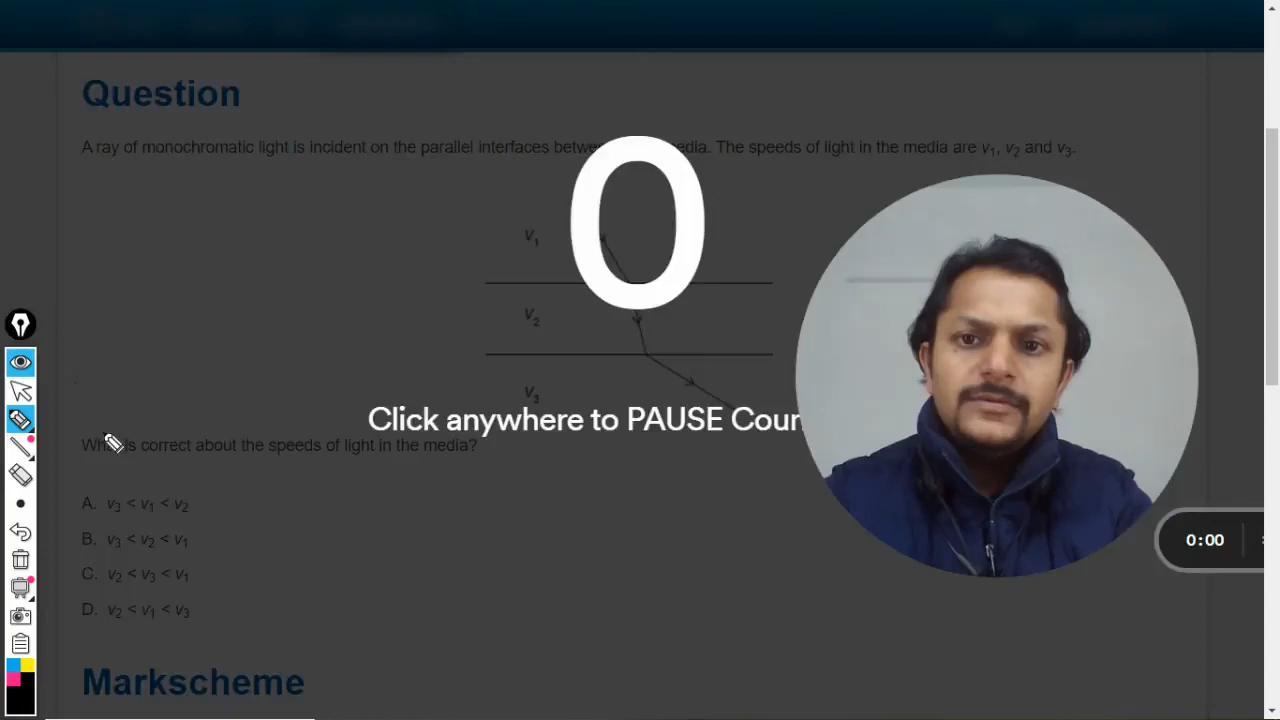 Question
A ray of monochromatic light is incident on the parallel interfaces betw edia. The speeds of light in the media are v1, v2 and v3.
0
V1
V2
V3
Click anywhere to PAUSE Coun
What is correct about the speeds of light in the media?
A. v3 < v1 < v2
B. v3 < v2 < v1
C. v2 < v3 < v1
D. v2 < v1 < v3
0:00
Markscheme